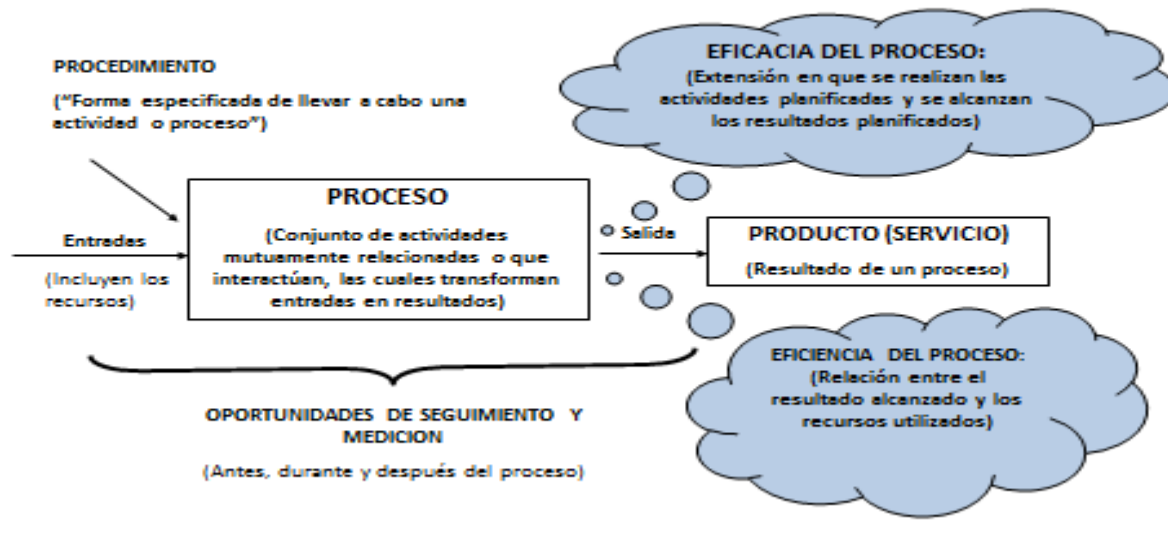 PROCEDIMIENTO
("Forma especificada de llevar a cabo una
actividad o proceso")
EFICACIA DEL PROCESO:
(Extensión en que se realizan las
actividades planificadas y se alcanzan
los resultados planificados)
Entradas
(Incluyen los
recursos)
PROCESO
(Conjunto de actividades
mutuamente relacionadas o que
interactúan, las cuales transforman
entradas en resultados)
Salida
PRODUCTO (SERVICIO)
(Resultado de un proceso)
OPORTUNIDADES DE SEGUIMIENTO Y
MEDICION
(Antes, durante y después del proceso)
EFICIENCIA DEL PROCESO:
(Relación entre el
resultado alcanzado y los
recursos utilizados)